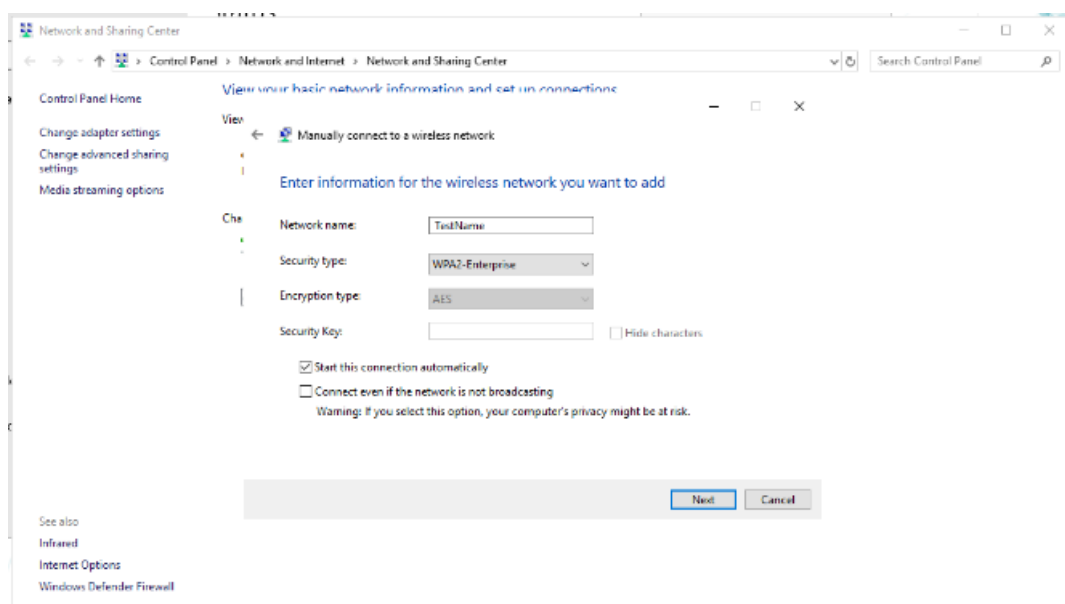 Network and Sharing Center
Control Panel › Network and Internet › Network and Sharing Center
Search Control Panel
Control Panel Home
View your basic network information and set up connections
View
Change adapter settings
Manually connect to a wireless network
Change advanced sharing
settings
Media streaming options
Enter information for the wireless network you want to add
Cha
Network name:
TestName
Security type:
WPA2-Enterprise
Encryption type:
AES
Security Key:
Hide characters
Start this connection automatically
Connect even if the network is not broadcasting
Warning: If you select this option, your computer's privacy might be at risk.
Next
Cancel
See also
Infrared
Internet Options
Windows Defender Firewall